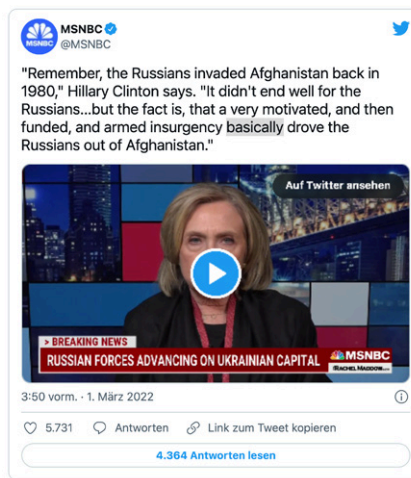 MSNBC
@MSNBC
MSNBC
"Remember, the Russians invaded Afghanistan back in
1980," Hillary Clinton says. "It didn't end well for the
Russians...but the fact is, that a very motivated, and then
funded, and armed insurgency basically drove the
Russians out of Afghanistan."
Auf Twitter ansehen
> BREAKING NEWS
RUSSIAN FORCES ADVANCING ON UKRAINIAN CAPITAL
MSNBC
RACHEL MADDOW...
3:50 vorm. · 1. März 2022
5.731 Antworten Link zum Tweet kopieren
4.364 Antworten lesen